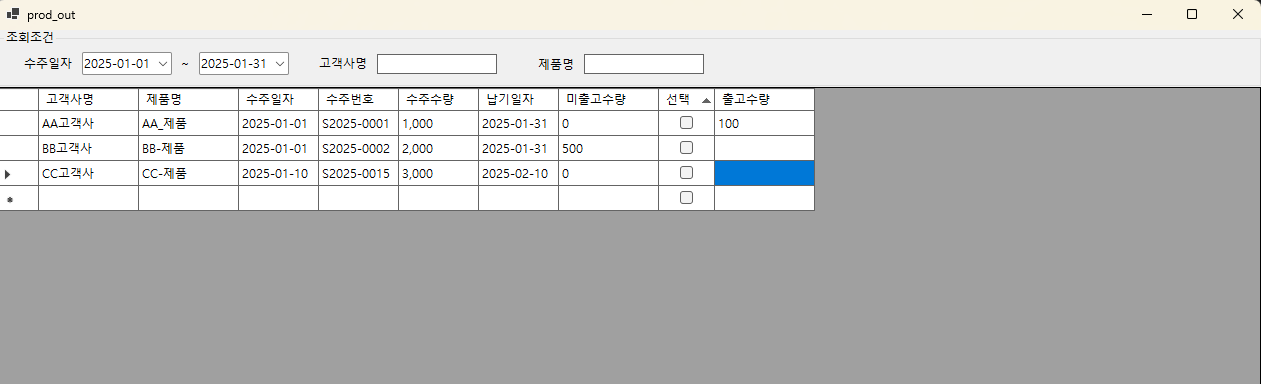 prod_out
조회조건
수주일자 2025-01-01 ~ 2025-01-31 고객사명 제품명
고객사명 제품명 수주일자 수주번호 수주수량 납기일자 미출고수량 선택 출고수량
AA고객사 AA_제품 2025-01-01 S2025-0001 1,000 2025-01-31 0 100
BB고객사 BB-제품 2025-01-01 S2025-0002 2,000 2025-01-31 500
CC고객사 CC-제품 2025-01-10 S2025-0015 3,000 2025-02-10 0